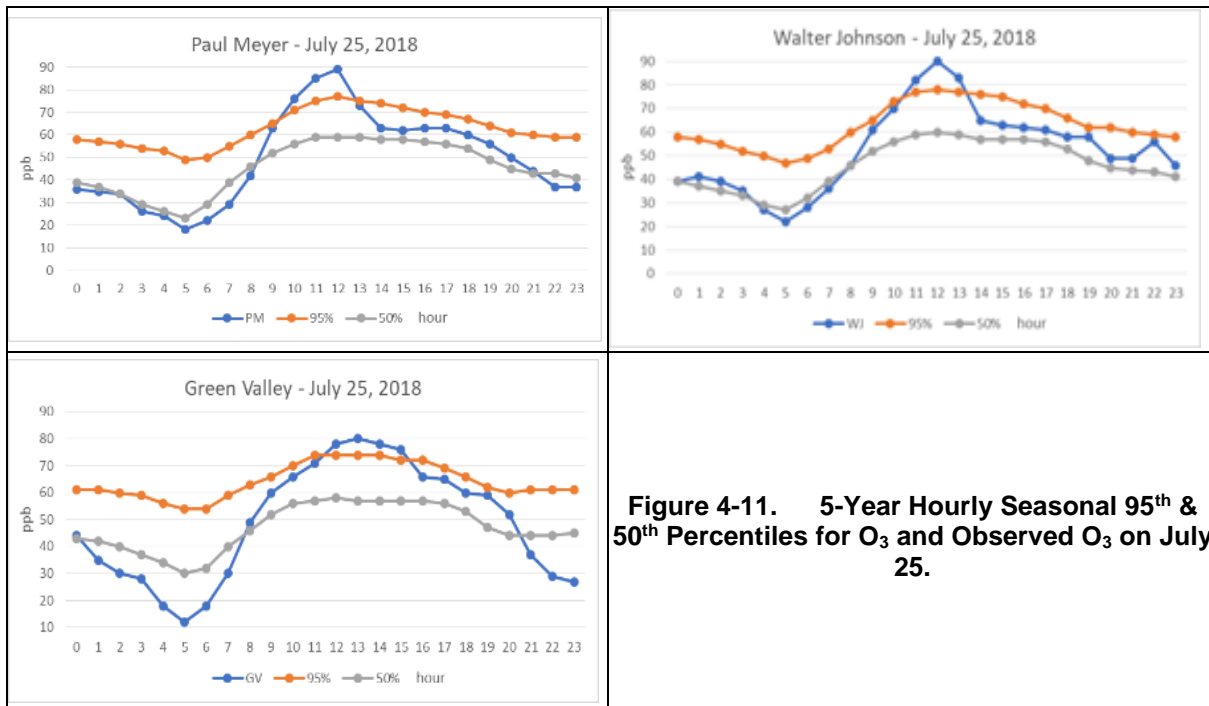 Paul Meyer - July 25, 2018
90
80
70
60
50
40
30
20
10
0
ppb
0 1 2 3 4 5 6 7 8 9 10 11 12 13 14 15 16 17 18 19 20 21 22 23
PM 95% 50% hour
Walter Johnson - July 25, 2018
90
80
70
60
50
40
30
20
10
0
ppb
0 1 2 3 4 5 6 7 8 9 10 11 12 13 14 15 16 17 18 19 20 21 22 23
WJ 95% 50% hour
Green Valley - July 25, 2018
90
80
70
60
50
40
30
20
10
ppb
0 1 2 3 4 5 6 7 8 9 10 11 12 13 14 15 16 17 18 19 20 21 22 23
GV 95% 50% hour
Figure 4-11. 5-Year Hourly Seasonal 95th &
50th Percentiles for O3 and Observed O3 on July
25.